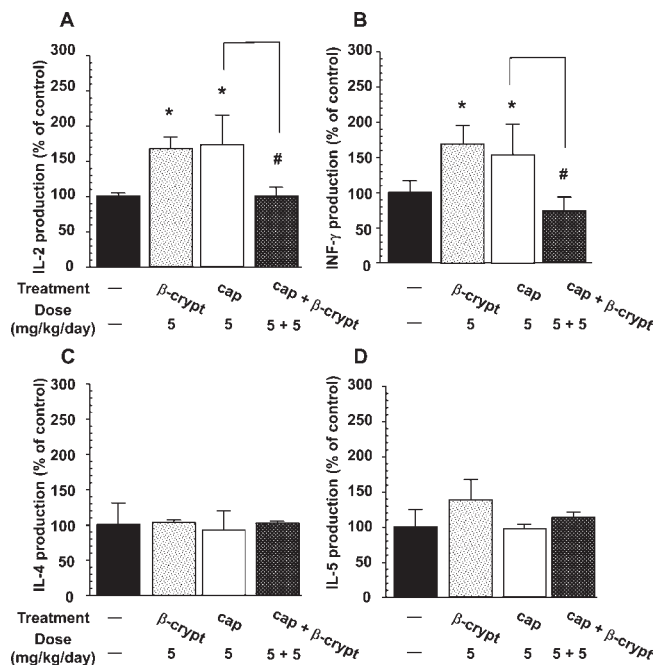 A
B
IL-2 production (% of control)
300
250
200
150
100
50
0
*
*
#
INF-γ production (% of control)
300
250
200
150
100
50
0
*
*
#
Treatment — β-crypt cap cap + β-crypt
Dose
(mg/kg/day) — 5 5 5 + 5
— β-crypt cap cap + β-crypt
— 5 5 5 + 5
C
D
IL-4 production (% of control)
300
250
200
150
100
50
0
IL-5 production (% of control)
300
250
200
150
100
50
0
Treatment — β-crypt cap cap + β-crypt
Dose
(mg/kg/day) — 5 5 5 + 5
— β-crypt cap cap + β-crypt
— 5 5 5 + 5